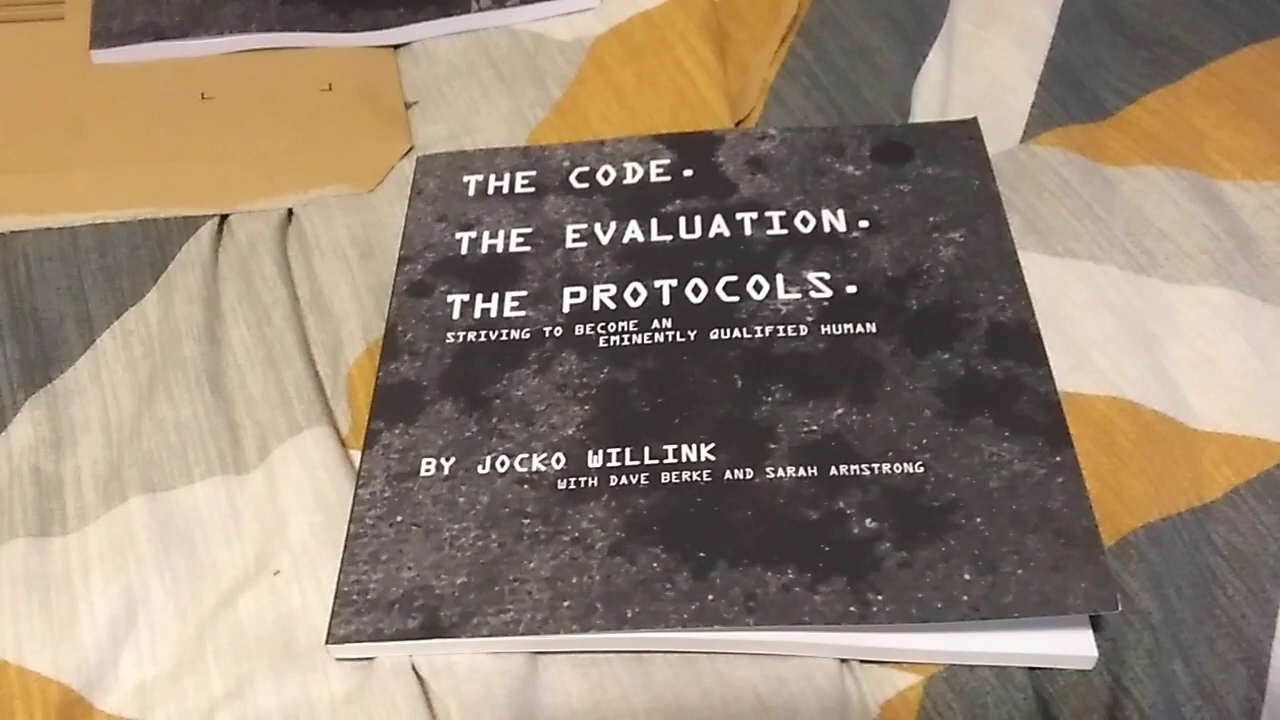 THE CODE.
THE EVALUATION.
THE PROTOCOLS.
STRIVING TO BECOME AN
EMINENTLY QUALIFIED HUMAN
BY JOCKO WILLINK
WITH DAVE BERKE AND SARAH ARMSTRONG